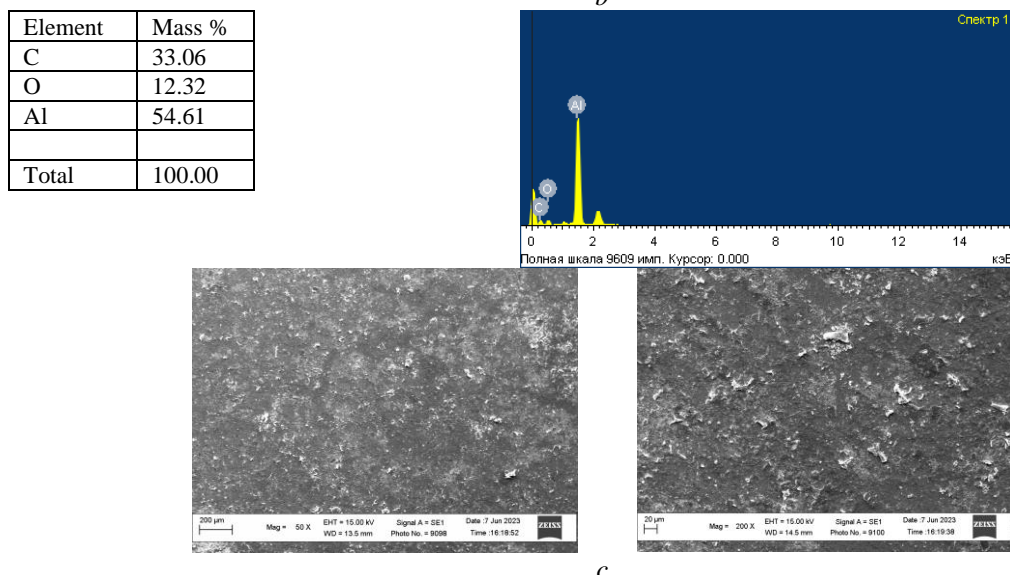 b
Element Mass %
C 33.06
O 12.32
Al 54.61
Total 100.00
Спектр 1
Al
O
C
0 2 4 6 8 10 12 14
Полная шкала 9609 имп. Курсор: 0.000 кэВ
200 µm Mag = 50 X EHT = 15.00 kV Signal A = SE1 Date :7 Jun 2023 ZEISS
WD = 13.5 mm Photo No. = 9098 Time :16:18:52
20 µm Mag = 200 X EHT = 15.00 kV Signal A = SE1 Date :7 Jun 2023 ZEISS
WD = 14.5 mm Photo No. = 9100 Time :16:19:38
c